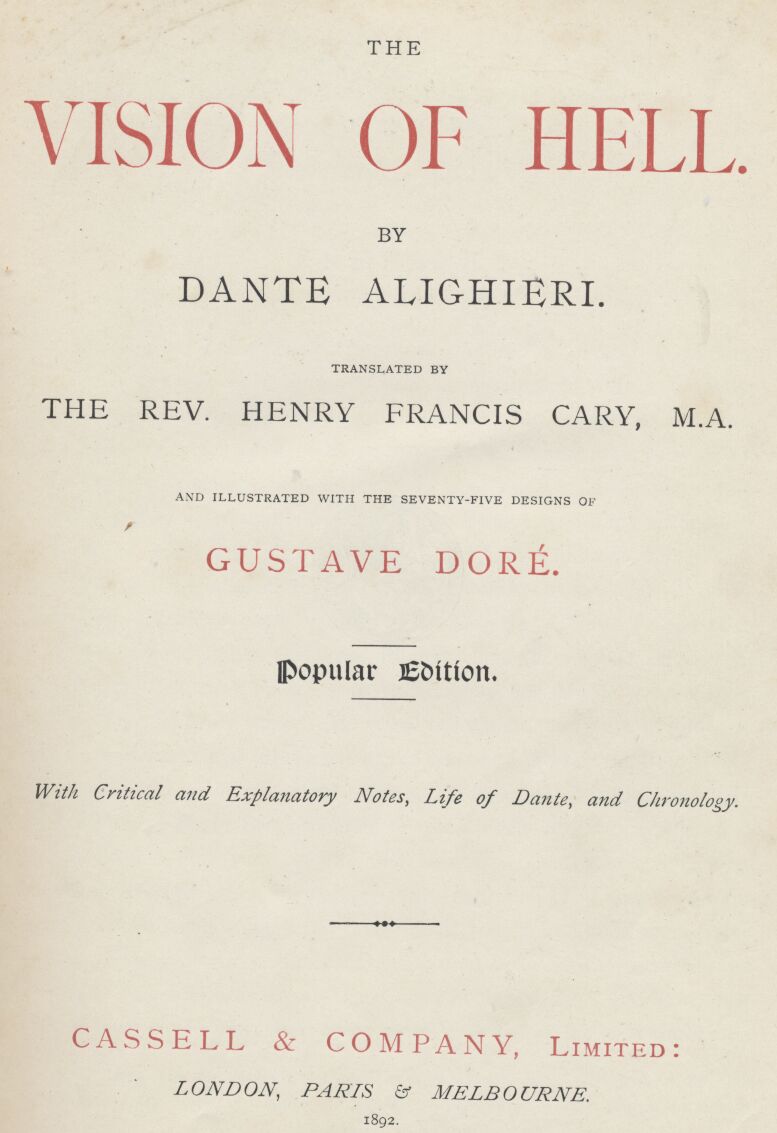 THE
VISION OF HELL.
BY
DANTE ALIGHIERI.
TRANSLATED BY
THE REV. HENRY FRANCIS CARY, M.A.
AND ILLUSTRATED WITH THE SEVENTY-FIVE DESIGNS OF
GUSTAVE DORÉ.
Popular Edition.
With Critical and Explanatory Notes, Life of Dante, and Chronology.
CASSELL & COMPANY, LIMITED:
LONDON, PARIS & MELBOURNE.
1892.